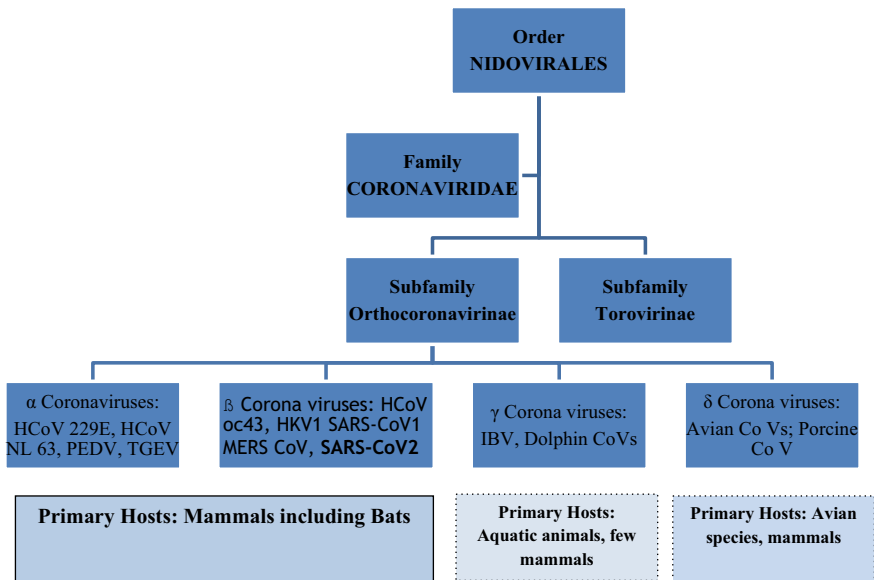 Order
NIDOVIRALES
Family
CORONAVIRIDAE
Subfamily
Orthocoronavirinae
Subfamily
Torovirinae
α Coronaviruses:
HCoV 229E, HCoV
NL 63, PEDV, TGEV
ß Corona viruses: HCoV
oc43, HKV1 SARS-CoV1
MERS CoV, SARS-CoV2
γ Corona viruses:
IBV, Dolphin CoVs
δ Corona viruses:
Avian Co Vs; Porcine
Co V
Primary Hosts: Mammals including Bats
Primary Hosts:
Aquatic animals, few
mammals
Primary Hosts: Avian
species, mammals